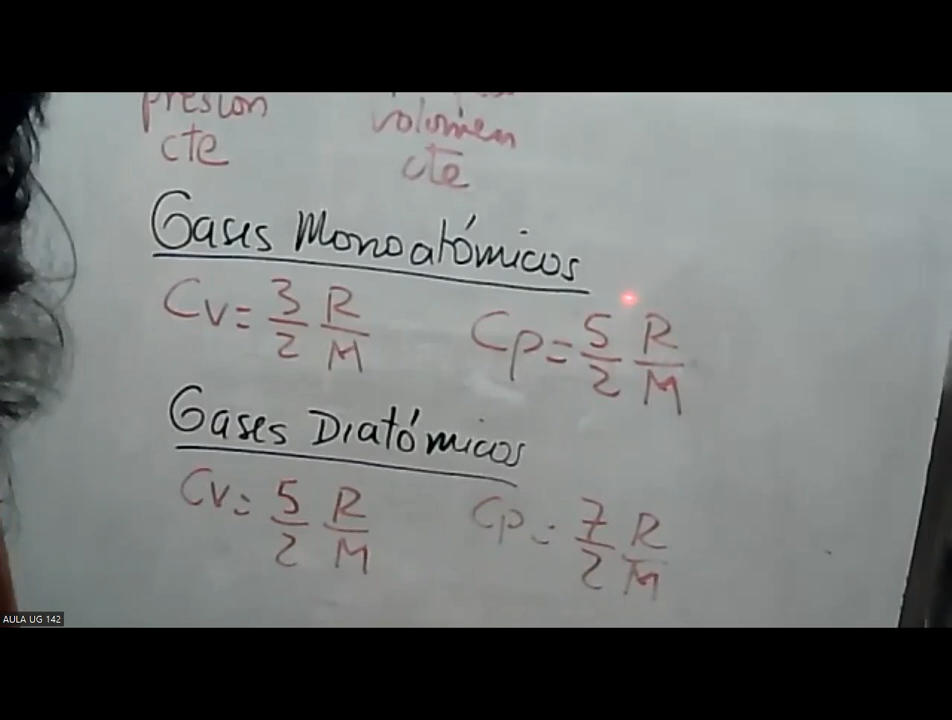 presion
volumen
cte
cte
Gases Monoatómicos
Cv = 3/2 R/M
Cp = 5/2 R/M
Gases Diatómicos
Cv = 5/2 R/M
Cp = 7/2 R/M
AULA UG 142